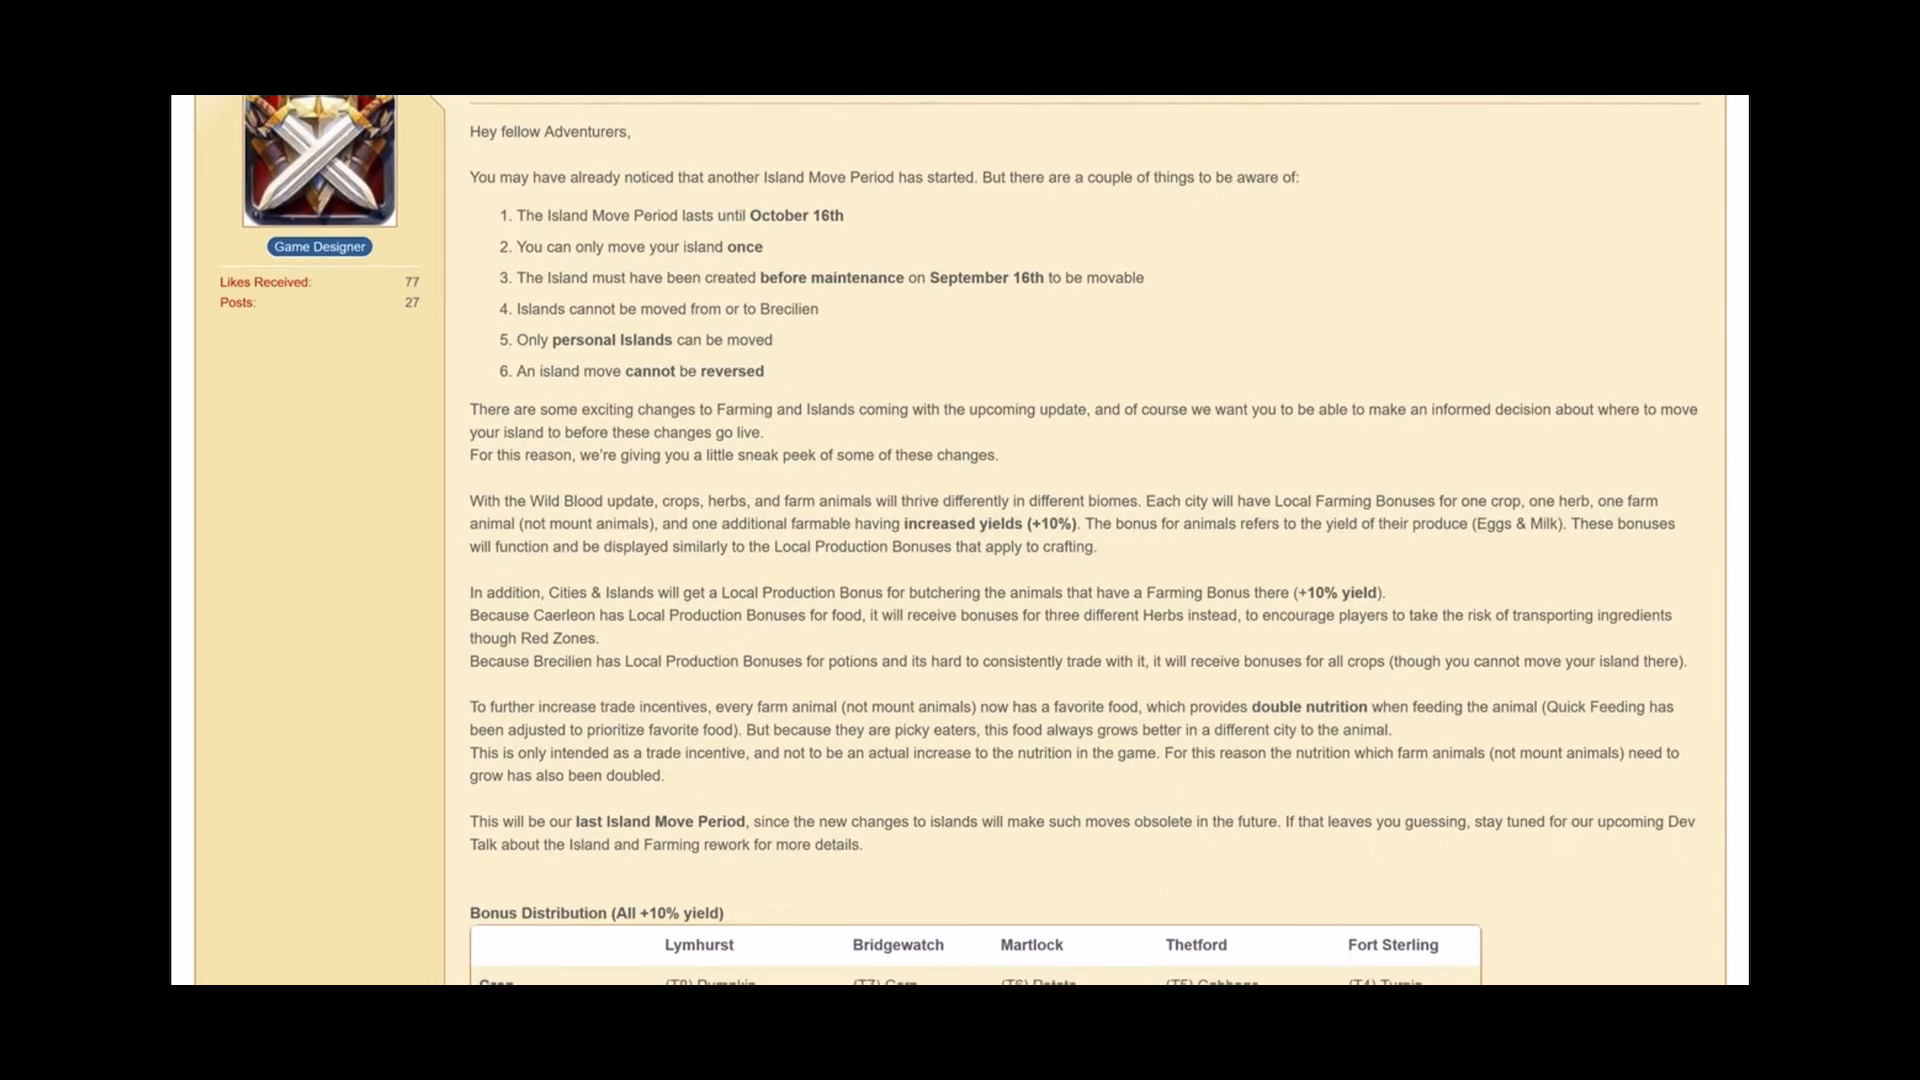 Hey fellow Adventurers,
You may have already noticed that another Island Move Period has started. But there are a couple of things to be aware of:
1. The Island Move Period lasts until October 16th
2. You can only move your island once
3. The Island must have been created before maintenance on September 16th to be movable
4. Islands cannot be moved from or to Brecilien
5. Only personal Islands can be moved
6. An island move cannot be reversed
Game Designer
Likes Received: 77
Posts: 27
There are some exciting changes to Farming and Islands coming with the upcoming update, and of course we want you to be able to make an informed decision about where to move
your island to before these changes go live.
For this reason, we're giving you a little sneak peek of some of these changes.
With the Wild Blood update, crops, herbs, and farm animals will thrive differently in different biomes. Each city will have Local Farming Bonuses for one crop, one herb, one farm
animal (not mount animals), and one additional farmable having increased yields (+10%). The bonus for animals refers to the yield of their produce (Eggs & Milk). These bonuses
will function and be displayed similarly to the Local Production Bonuses that apply to crafting.
In addition, Cities & Islands will get a Local Production Bonus for butchering the animals that have a Farming Bonus there (+10% yield).
Because Caerleon has Local Production Bonuses for food, it will receive bonuses for three different Herbs instead, to encourage players to take the risk of transporting ingredients
though Red Zones.
Because Brecilien has Local Production Bonuses for potions and its hard to consistently trade with it, it will receive bonuses for all crops (though you cannot move your island there).
To further increase trade incentives, every farm animal (not mount animals) now has a favorite food, which provides double nutrition when feeding the animal (Quick Feeding has
been adjusted to prioritize favorite food). But because they are picky eaters, this food always grows better in a different city to the animal.
This is only intended as a trade incentive, and not to be an actual increase to the nutrition in the game. For this reason the nutrition which farm animals (not mount animals) need to
grow has also been doubled.
This will be our last Island Move Period, since the new changes to islands will make such moves obsolete in the future. If that leaves you guessing, stay tuned for our upcoming Dev
Talk about the Island and Farming rework for more details.
Bonus Distribution (All +10% yield)
Lymhurst Bridgewatch Martlock Thetford Fort Sterling
Crop (T8) Pumpkin (T7) Corn (T6) Potato (T5) Cabbage (T4) Turnip